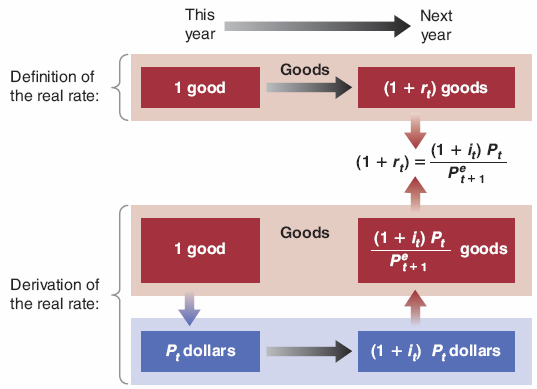 This year
Next year
Definition of the real rate:
1 good
Goods
(1 + r_t) goods
(1 + r_t) = (1 + i_t) P_t / P^e_{t+1}
Derivation of the real rate:
1 good
Goods
(1 + i_t) P_t / P^e_{t+1} goods
P_t dollars
(1 + i_t) P_t dollars